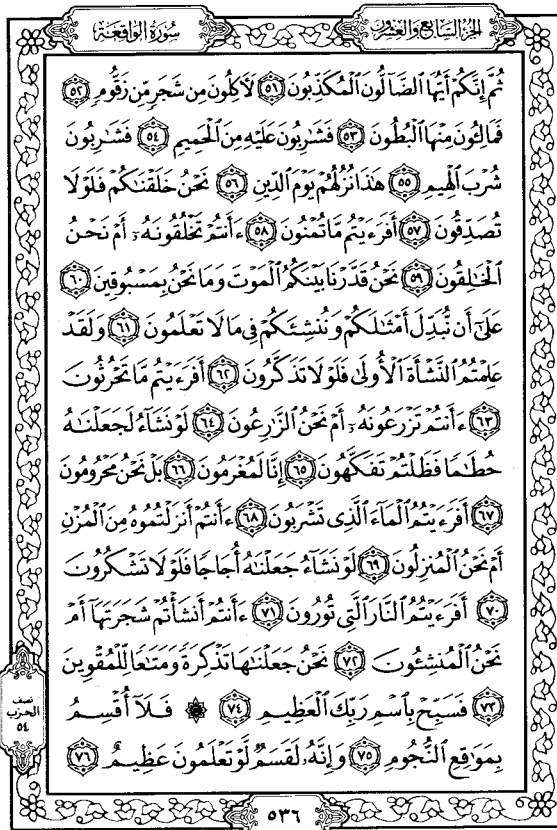 الجزء السابع والعشرون
سورة الواقعة
ثُمَّ إِنَّكُمْ أَيُّهَا ٱلضَّآلُّونَ ٱلْمُكَذِّبُونَ ٥١ لَءَاكِلُونَ مِن شَجَرٍ مِّن زَقُّومٍ ٥٢
فَمَالِـُٔونَ مِنْهَا ٱلْبُطُونَ ٥٣ فَشَٰرِبُونَ عَلَيْهِ مِنَ ٱلْحَمِيمِ ٥٤ فَشَٰرِبُونَ
شُرْبَ ٱلْهِيمِ ٥٥ هَٰذَا نُزُلُهُمْ يَوْمَ ٱلدِّينِ ٥٦ نَحْنُ خَلَقْنَٰكُمْ فَلَوْلَا
تُصَدِّقُونَ ٥٧ أَفَرَءَيْتُم مَّا تُمْنُونَ ٥٨ ءَأَنتُمْ تَخْلُقُونَهُۥٓ أَمْ نَحْنُ
ٱلْخَٰلِقُونَ ٥٩ نَحْنُ قَدَّرْنَا بَيْنَكُمُ ٱلْمَوْتَ وَمَا نَحْنُ بِمَسْبُوقِينَ ٦٠
عَلَىٰٓ أَن نُّبَدِّلَ أَمْثَٰلَكُمْ وَنُنشِئَكُمْ فِى مَا لَا تَعْلَمُونَ ٦١ وَلَقَدْ
عَلِمْتُمُ ٱلنَّشْأَةَ ٱلْأُولَىٰ فَلَوْلَا تَذَكَّرُونَ ٦٢ أَفَرَءَيْتُم مَّا تَحْرُثُونَ
٦٣ ءَأَنتُمْ تَزْرَعُونَهُۥٓ أَمْ نَحْنُ ٱلزَّٰرِعُونَ ٦٤ لَوْ نَشَآءُ لَجَعَلْنَٰهُ
حُطَٰمًا فَظَلْتُمْ تَفَكَّهُونَ ٦٥ إِنَّا لَمُغْرَمُونَ ٦٦ بَلْ نَحْنُ مَحْرُومُونَ
٦٧ أَفَرَءَيْتُمُ ٱلْمَآءَ ٱلَّذِى تَشْرَبُونَ ٦٨ ءَأَنتُمْ أَنزَلْتُمُوهُ مِنَ ٱلْمُزْنِ
أَمْ نَحْنُ ٱلْمُنزِلُونَ ٦٩ لَوْ نَشَآءُ جَعَلْنَٰهُ أُجَاجًا فَلَوْلَا تَشْكُرُونَ
٧٠ أَفَرَءَيْتُمُ ٱلنَّارَ ٱلَّتِى تُورُونَ ٧١ ءَأَنتُمْ أَنشَأْتُمْ شَجَرَتَهَآ أَمْ
نَحْنُ ٱلْمُنشِـُٔونَ ٧٢ نَحْنُ جَعَلْنَٰهَا تَذْكِرَةً وَمَتَٰعًا لِّلْمُقْوِينَ
٧٣ فَسَبِّحْ بِٱسْمِ رَبِّكَ ٱلْعَظِيمِ ٧٤ ۞ فَلَآ أُقْسِمُ
بِمَوَٰقِعِ ٱلنُّجُومِ ٧٥ وَإِنَّهُۥ لَقَسَمٌ لَّوْ تَعْلَمُونَ عَظِيمٌ ٧٦
نصف
الحزب
٥٤
٥٣٦